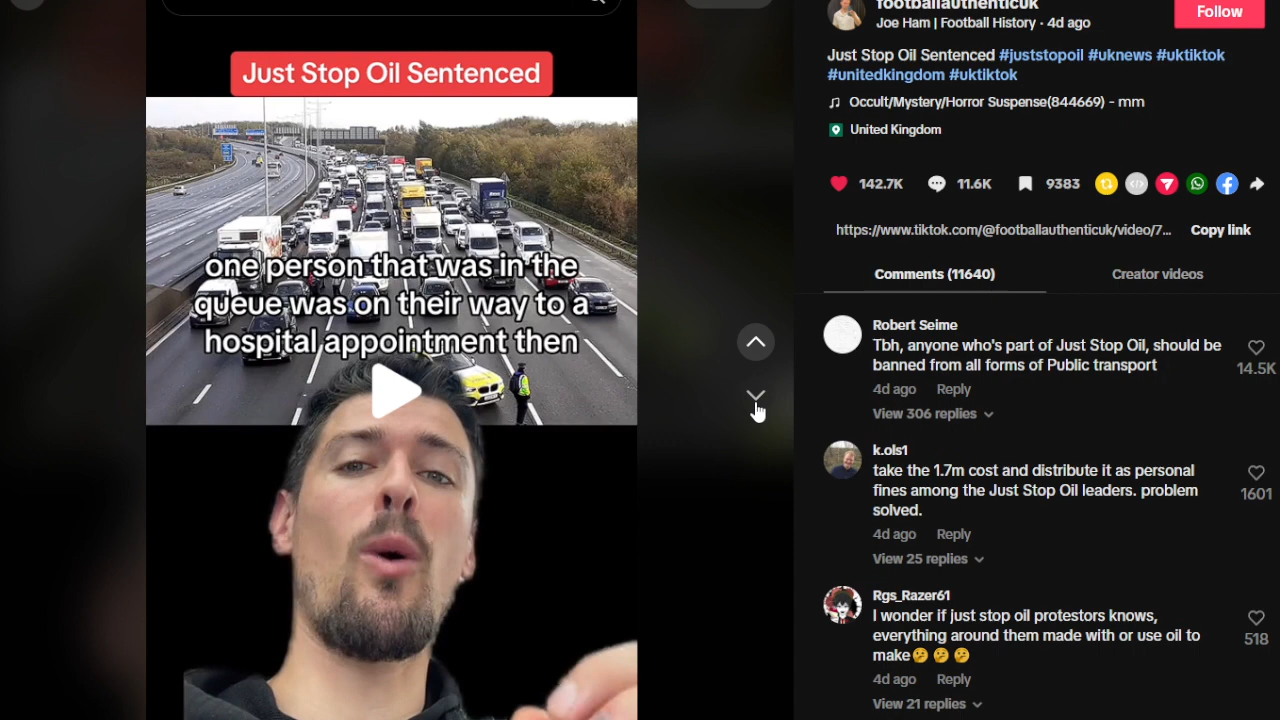 footballauthenticuk
Joe Ham | Football History · 4d ago
Follow
Just Stop Oil Sentenced #juststopoil #uknews #uktiktok
#unitedkingdom #uktiktok
Occult/Mystery/Horror Suspense(844669) - mm
United Kingdom
142.7K
11.6K
9383
https://www.tiktok.com/@footballauthenticuk/video/7...
Copy link
Comments (11640)
Creator videos
Robert Seime
Tbh, anyone who's part of Just Stop Oil, should be
banned from all forms of Public transport
14.5K
4d ago Reply
View 306 replies
k.ols1
take the 1.7m cost and distribute it as personal
fines among the Just Stop Oil leaders. problem
solved.
1601
4d ago Reply
View 25 replies
Rgs_Razer61
I wonder if just stop oil protestors knows,
everything around them made with or use oil to
make🤔🤔🤔
518
4d ago Reply
View 21 replies
Just Stop Oil Sentenced
one person that was in the
queue was on their way to a
hospital appointment then